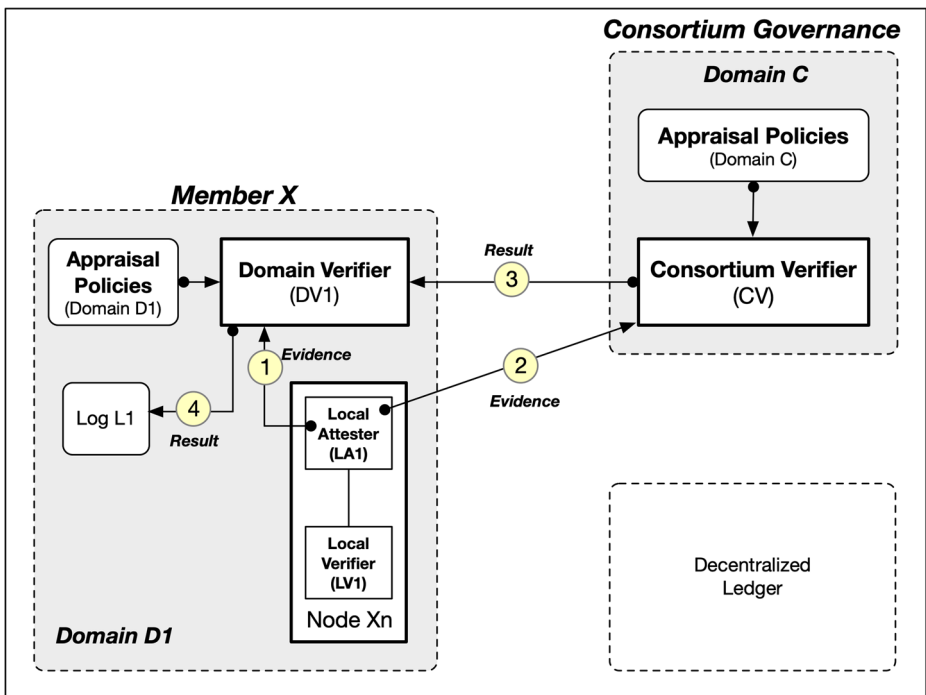 Consortium Governance
Domain C
Appraisal Policies
(Domain C)
Member X
Appraisal
Policies
(Domain D1)
Domain Verifier
(DV1)
Result
3
Consortium Verifier
(CV)
1
Evidence
2
Evidence
Log L1
4
Result
Local
Attester
(LA1)
Local
Verifier
(LV1)
Node Xn
Domain D1
Decentralized
Ledger